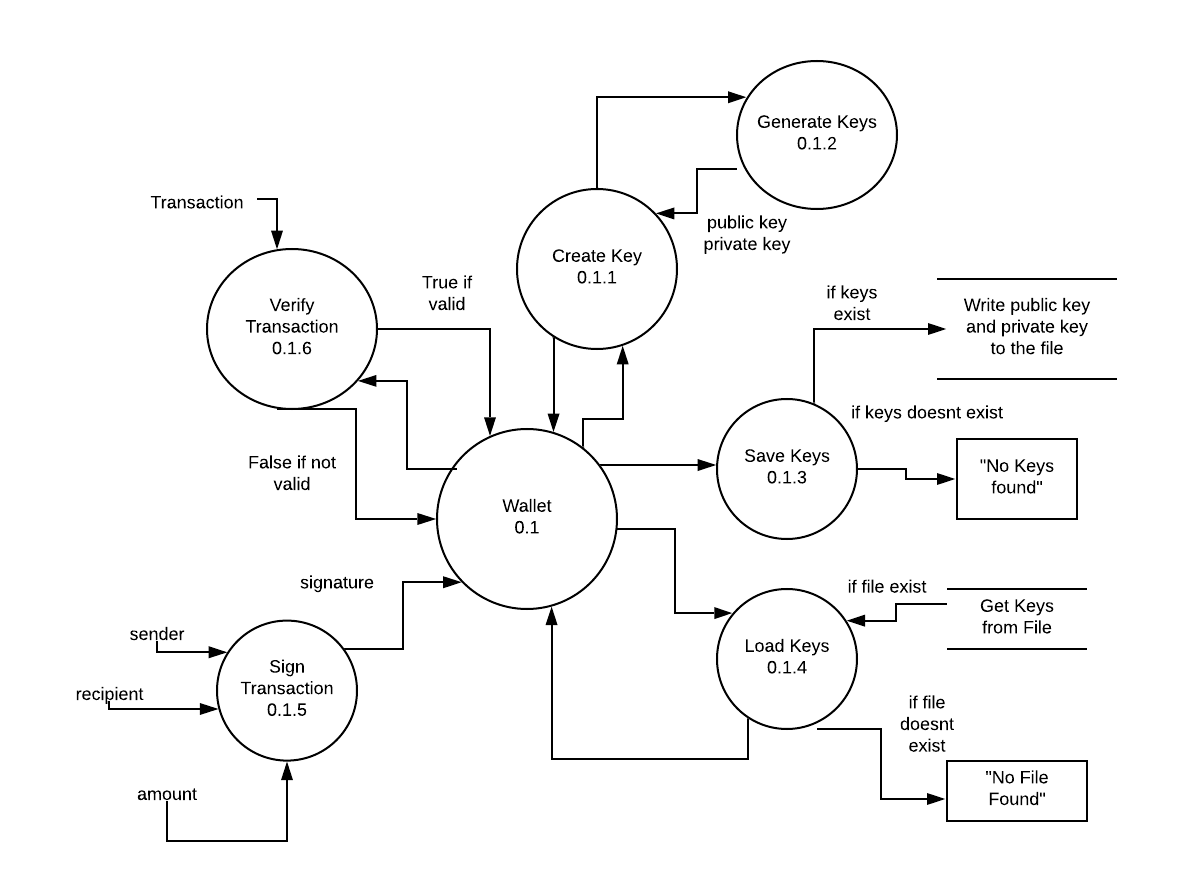 Generate Keys
0.1.2
Transaction
public key
private key
Create Key
0.1.1
True if
valid
Verify
Transaction
0.1.6
if keys
exist
Write public key
and private key
to the file
if keys doesnt exist
False if not
valid
Save Keys
0.1.3
"No Keys
found"
Wallet
0.1
signature
if file exist
Get Keys
from File
sender
Load Keys
0.1.4
Sign
Transaction
0.1.5
recipient
if file
doesnt
exist
amount
"No File
Found"